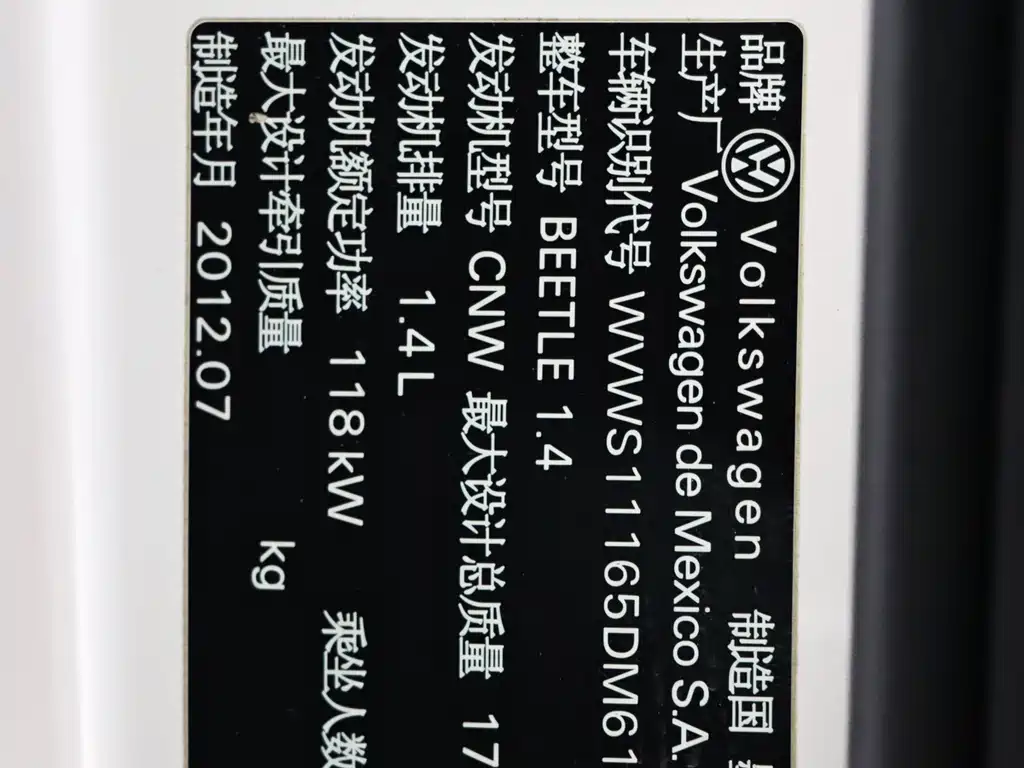 品牌 Volkswagen 制造国
生产厂 Volkswagen de Mexico S.A.
车辆识别代号 WVWS11165DM61
整车型号 BEETLE 1.4
发动机型号 CNW 最大设计总质量 17
发动机排量 1.4L
发动机额定功率 118kW 乘坐人数
最大设计牵引质量 kg
制造年月 2012.07